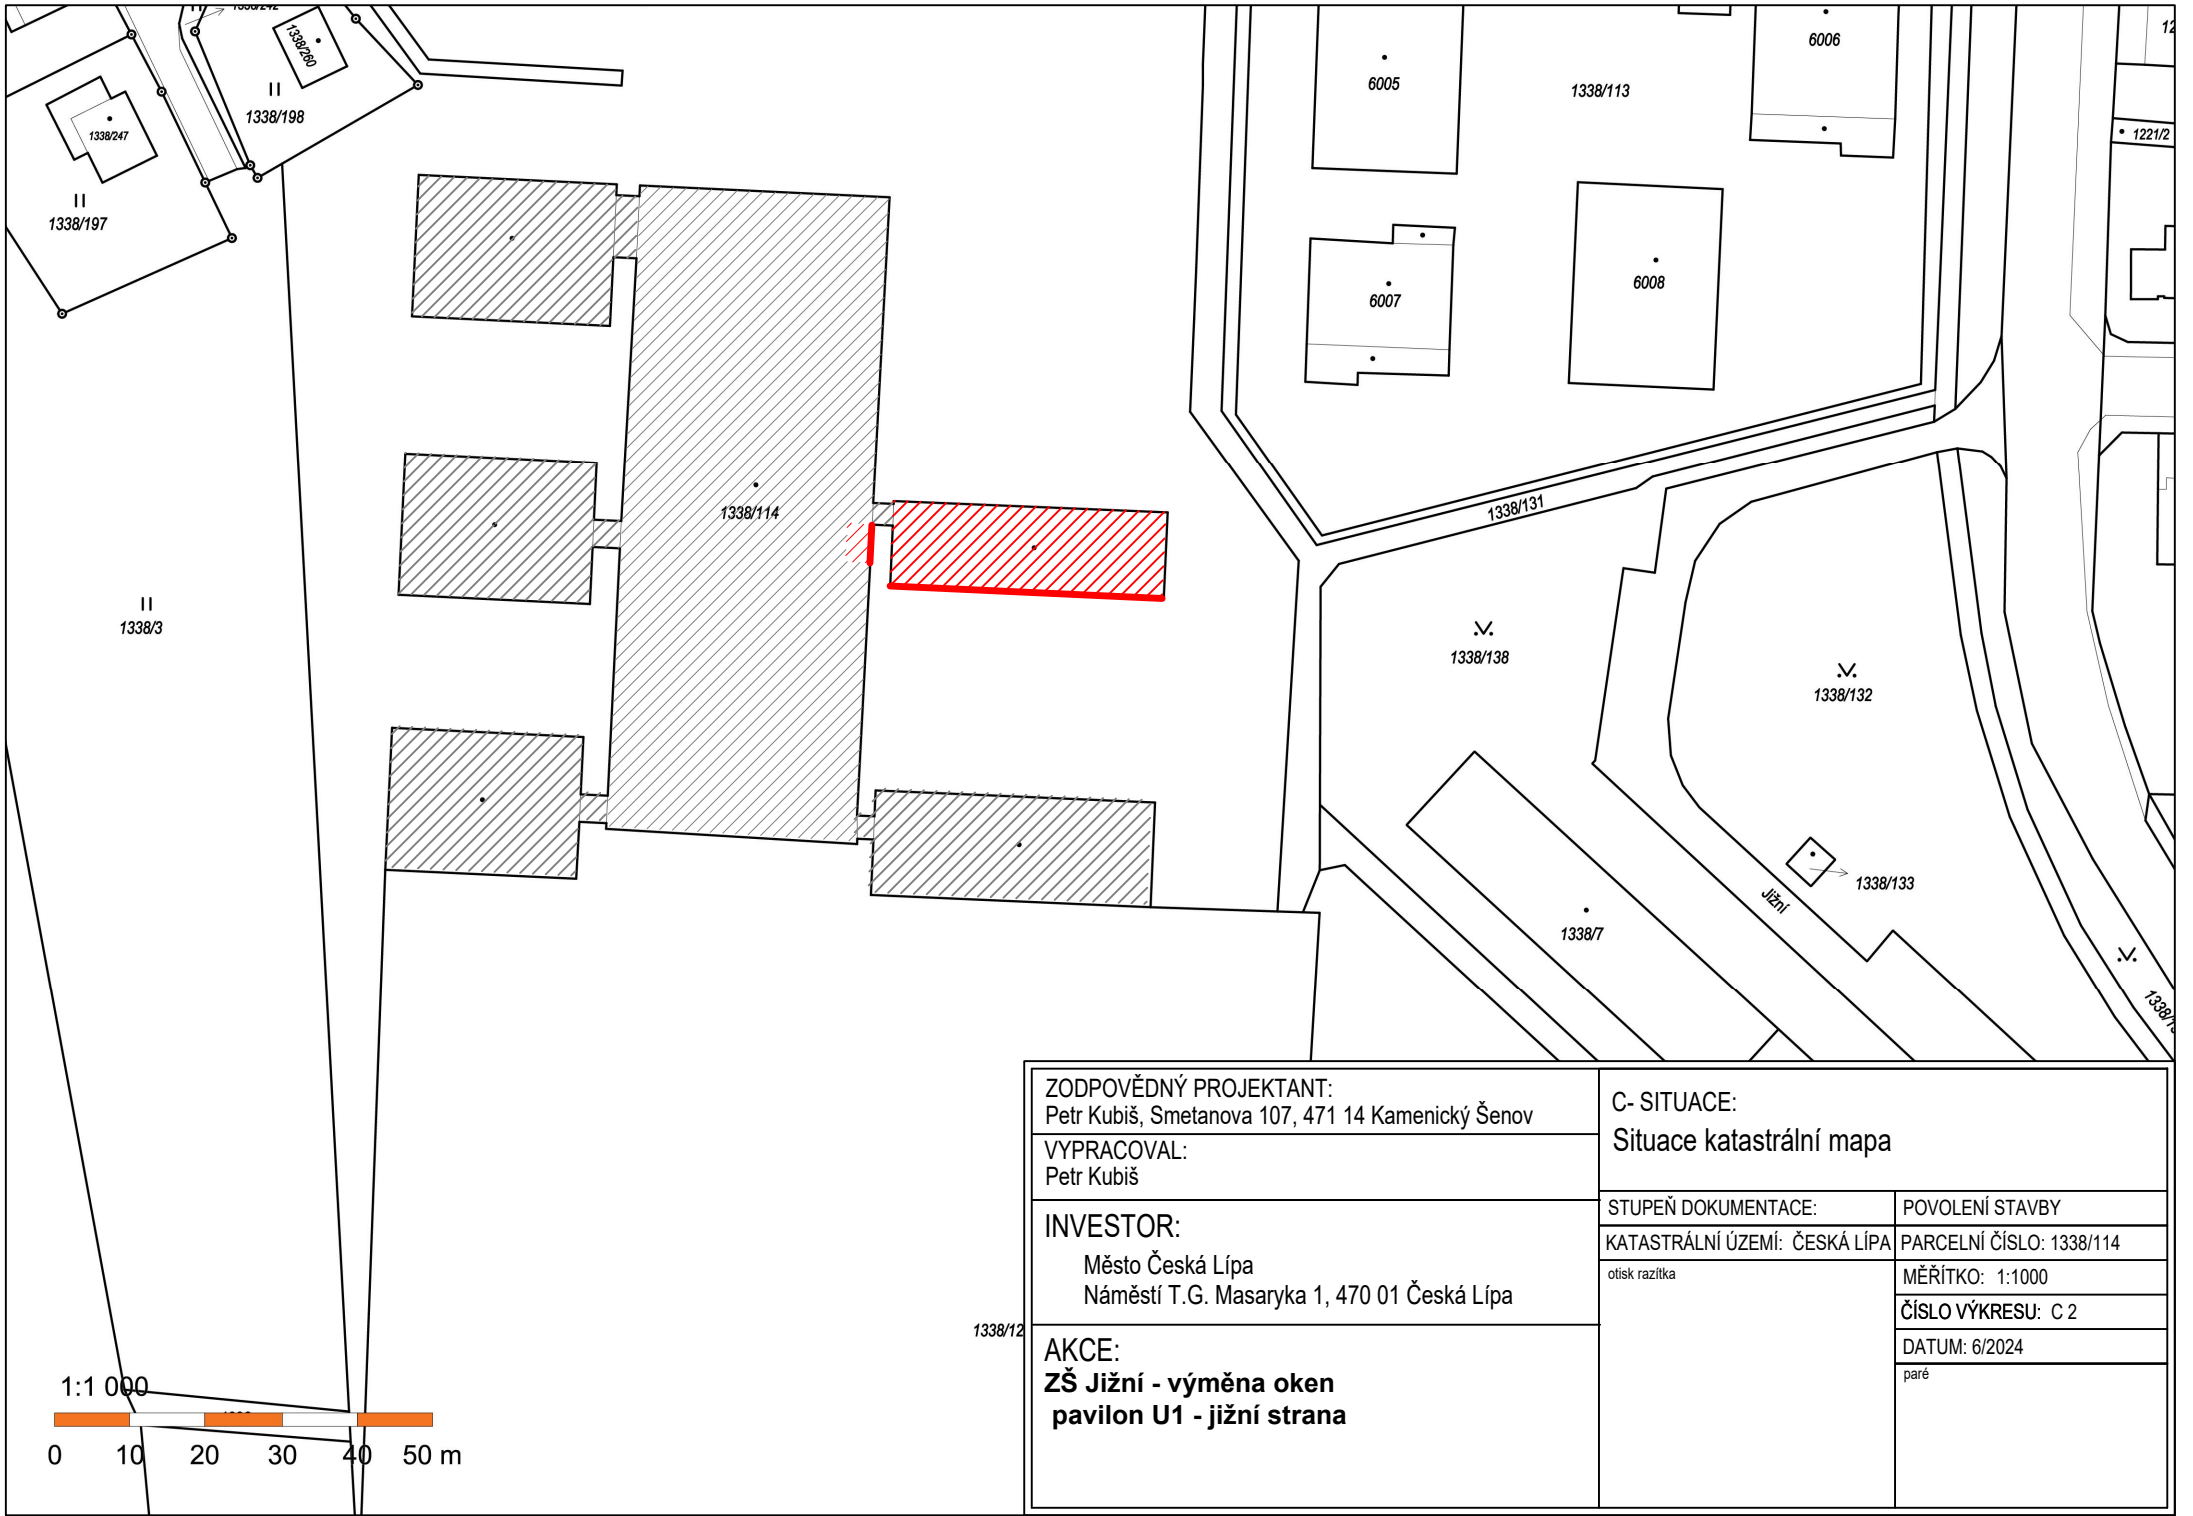 1338/260
1338/198
1338/247
1338/197
6005
1338/113
6006
1221/2
6007
6008
1338/114
1338/131
1338/3
1338/138
1338/132
1338/133
Jižní
1338/7
1338/12
1:1 000
0 10 20 30 40 50 m
ZODPOVĚDNÝ PROJEKTANT:
Petr Kubiš, Smetanova 107, 471 14 Kamenický Šenov
VYPRACOVAL:
Petr Kubiš
INVESTOR:
Město Česká Lípa
Náměstí T.G. Masaryka 1, 470 01 Česká Lípa
AKCE:
ZŠ Jižní - výměna oken
pavilon U1 - jižní strana
C- SITUACE:
Situace katastrální mapa
STUPEŇ DOKUMENTACE: POVOLENÍ STAVBY
KATASTRÁLNÍ ÚZEMÍ: ČESKÁ LÍPA PARCELNÍ ČÍSLO: 1338/114
otisk razítka
MĚŘÍTKO: 1:1000
ČÍSLO VÝKRESU: C 2
DATUM: 6/2024
paré